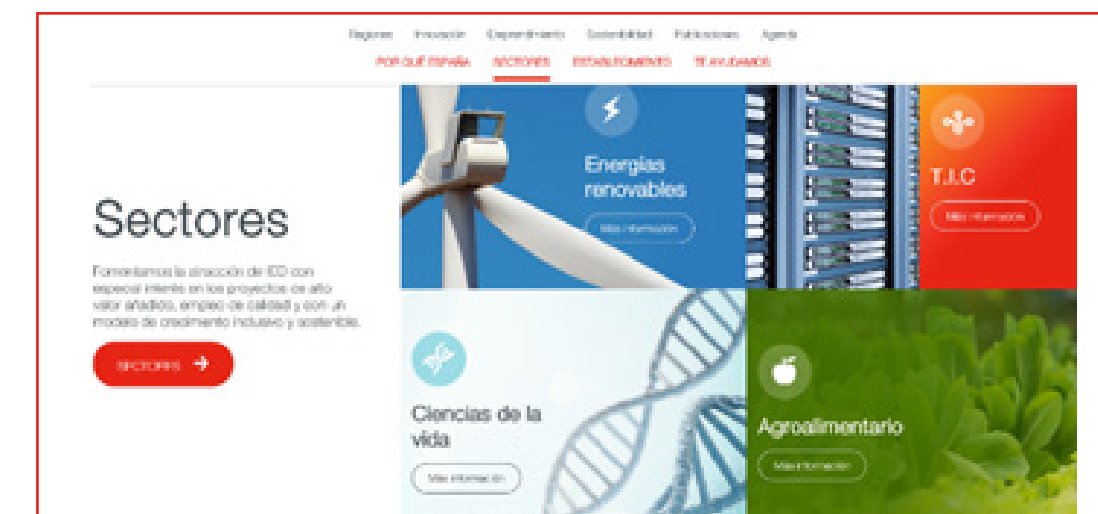 Regiones Innovación Emprendimiento Sostenibilidad Publicaciones Agenda
POR QUÉ ESPAÑA SECTORES ESTABLECIMIENTO TE AYUDAMOS
Sectores
Fomentamos la atracción de IED con
especial interés en los proyectos de alto
valor añadido, empleo de calidad y con un
modelo de crecimiento inclusivo y sostenible.
SECTORES
Energías
renovables
Más información
T.I.C
Más información
Ciencias de la
vida
Más información
Agroalimentario
Más información